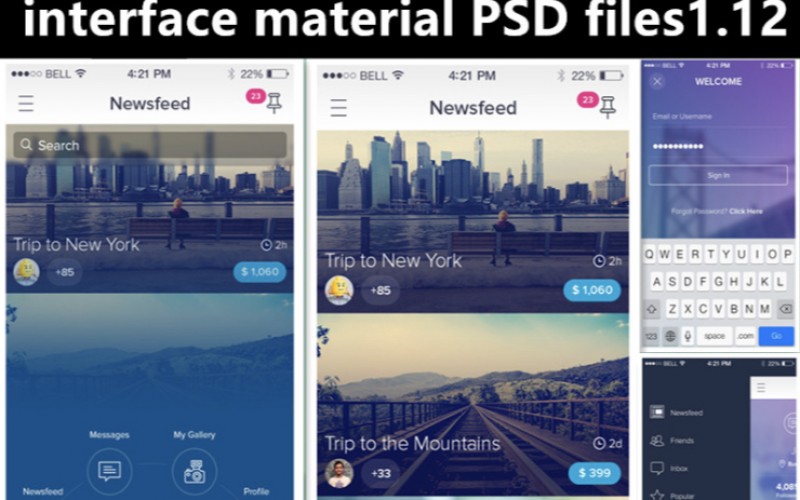 interface material PSD files1.12
BELL 4:21 PM 22%
Newsfeed
23
Search
Trip to New York
2h
+85
$ 1,060
Messages
My Gallery
Newsfeed
Profile
BELL 4:21 PM 22%
Newsfeed
23
Trip to New York
2h
+85
$ 1,060
Trip to the Mountains
2d
+33
$ 399
BELL 4:21 PM 22%
WELCOME
Email or Username
Sign In
Forgot Password? Click Here
Q W E R T Y U I O P
A S D F G H J K L
Z X C V B N M
123 space .com Go
BELL 4:21 PM 22%
Newsfeed
Friends
Inbox
Popular